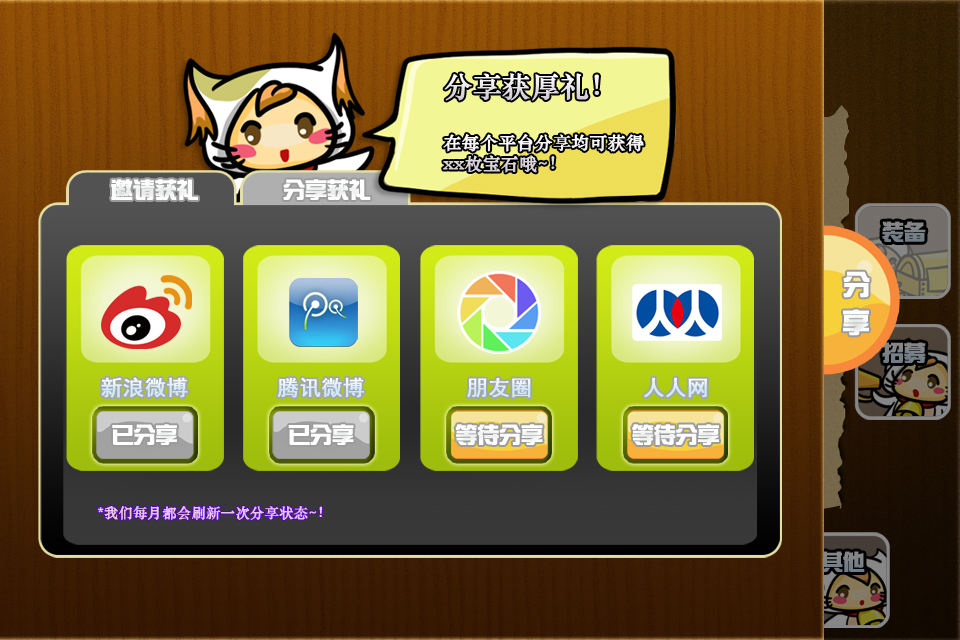 分享获厚礼!
在每个平台分享均可获得
xx枚宝石哦~!
邀请获礼
分享获礼
装备
分享
招募
新浪微博
腾讯微博
朋友圈
人人网
已分享
已分享
等待分享
等待分享
*我们每月都会刷新一次分享状态~!
其他